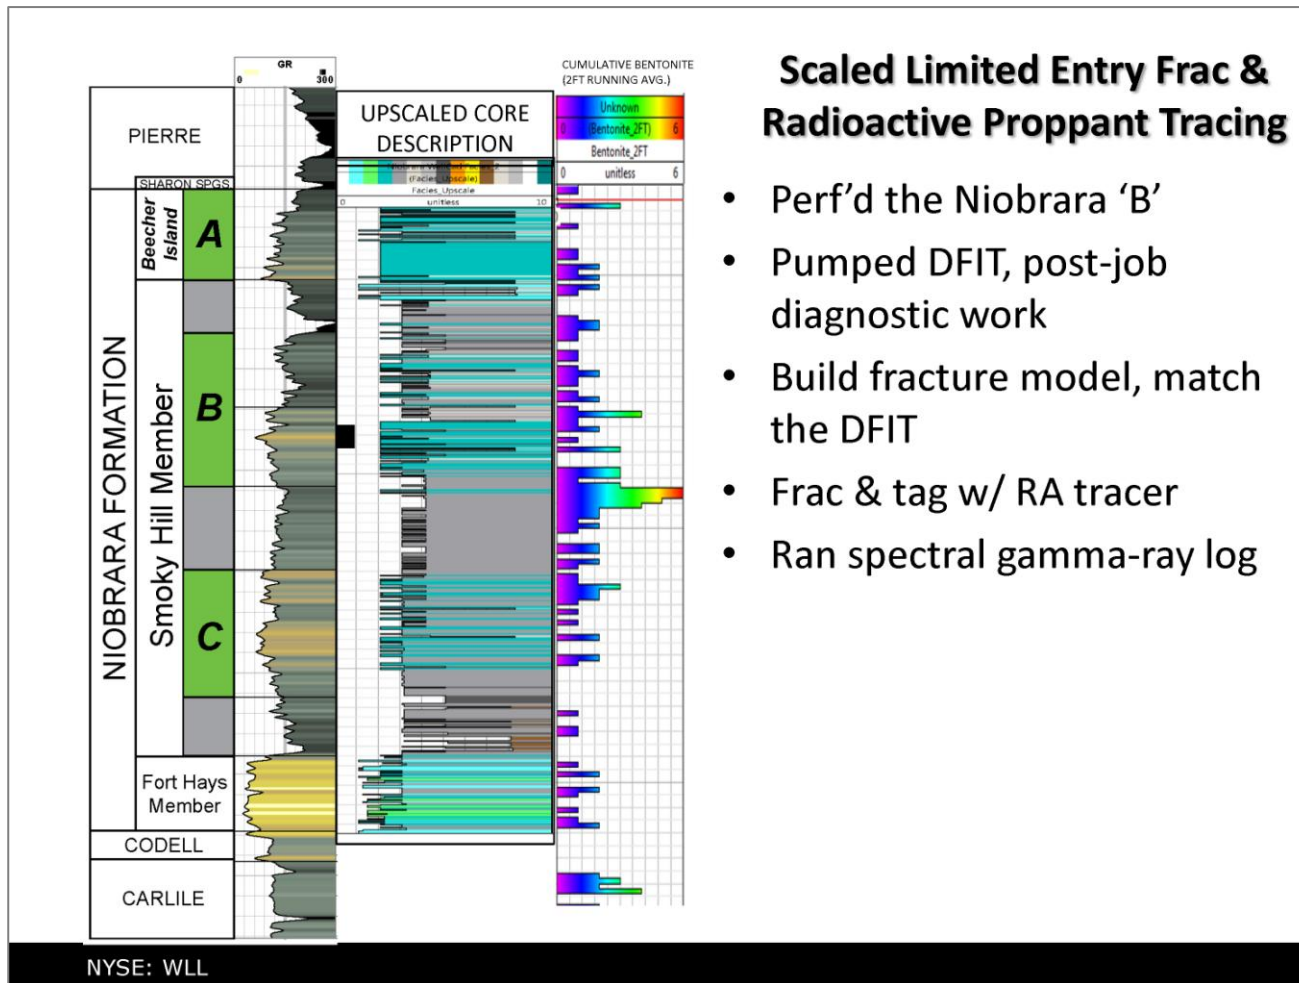 Scaled Limited Entry Frac &
Radioactive Proppant Tracing
• Perf’d the Niobrara ‘B’
• Pumped DFIT, post-job
diagnostic work
• Build fracture model, match
the DFIT
• Frac & tag w/ RA tracer
• Ran spectral gamma-ray log
GR
0 300
UPSCALED CORE
DESCRIPTION
(Facies_Upscale)
Facies_Upscale
0 unitless 10
CUMULATIVE BENTONITE
(2FT RUNNING AVG.)
Unknown
0 (Bentonite_2FT) 6
Bentonite_2FT
0 unitless 6
PIERRE
SHARON SPGS
NIOBRARA FORMATION
Beecher
Island
A
Smoky Hill Member
B
C
Fort Hays
Member
CODELL
CARLILE
NYSE: WLL